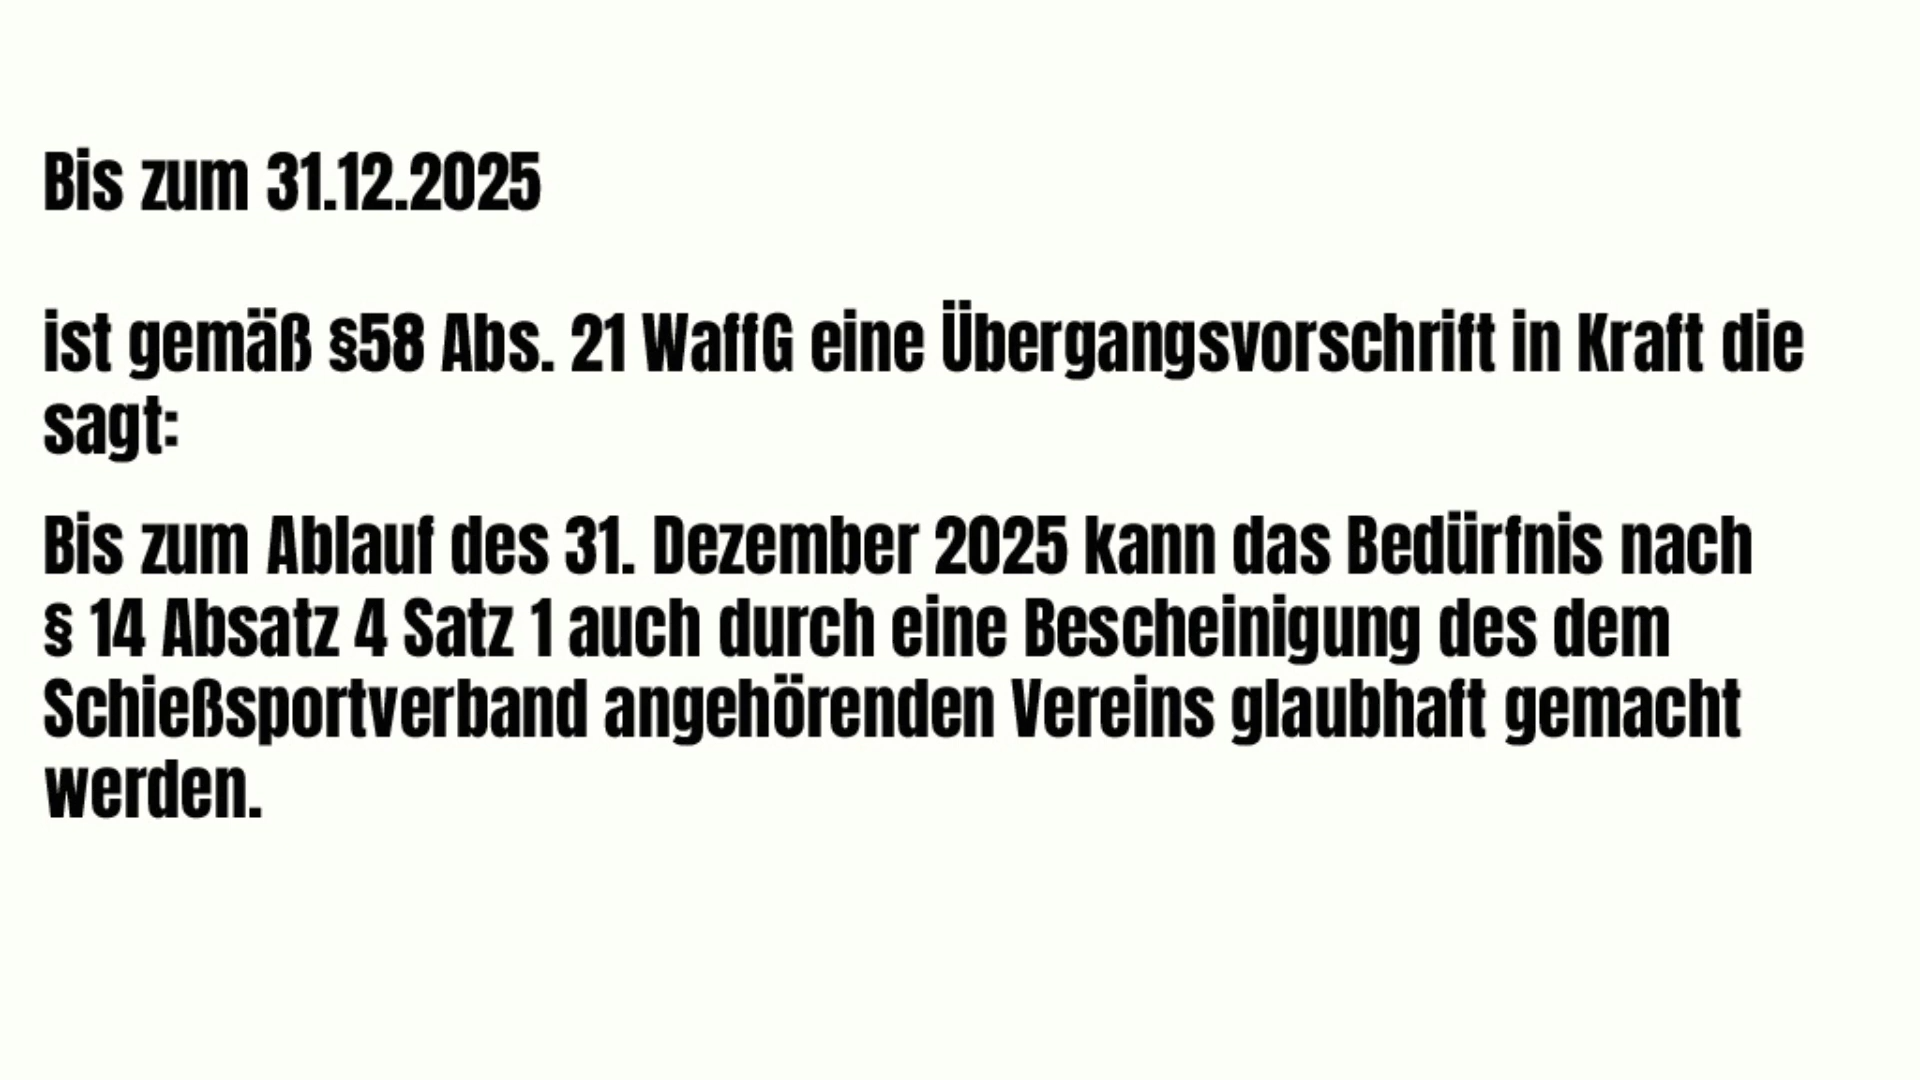 Bis zum 31.12.2025
ist gemäß §58 Abs. 21 WaffG eine Übergangsvorschrift in Kraft die
sagt:
Bis zum Ablauf des 31. Dezember 2025 kann das Bedürfnis nach
§ 14 Absatz 4 Satz 1 auch durch eine Bescheinigung des dem
Schießsportverband angehörenden Vereins glaubhaft gemacht
werden.